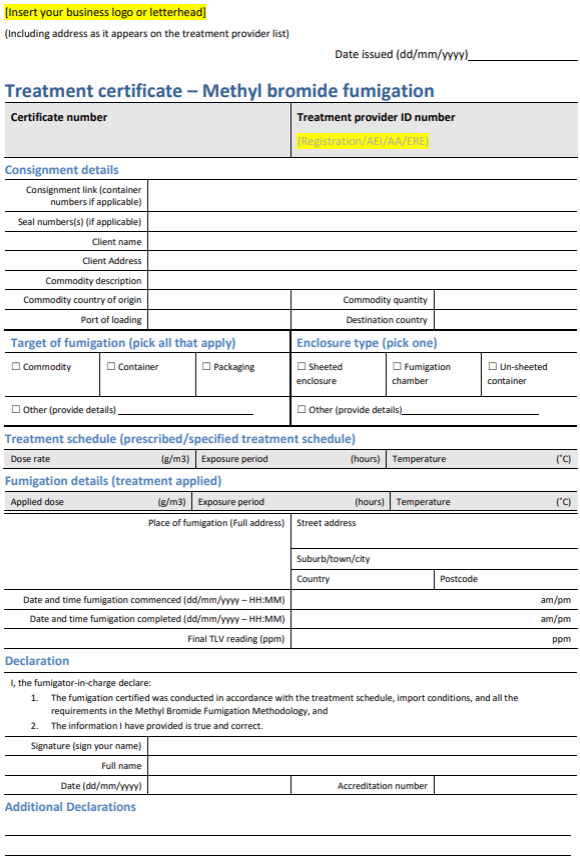 [Insert your business logo or letterhead]
(Including address as it appears on the treatment provider list)
Date issued (dd/mm/yyyy)
Treatment certificate – Methyl bromide fumigation
Certificate number
Treatment provider ID number
(Registration/AEI/AA/ERE)
Consignment details
Consignment link (container
numbers if applicable)
Seal numbers(s) (if applicable)
Client name
Client Address
Commodity description
Commodity country of origin
Commodity quantity
Port of loading
Destination country
Target of fumigation (pick all that apply)
Enclosure type (pick one)
☐ Commodity
☐ Container
☐ Packaging
☐ Sheeted
enclosure
☐ Fumigation
chamber
☐ Un-sheeted
container
☐ Other (provide details)
☐ Other (provide details)
Treatment schedule (prescribed/specified treatment schedule)
Dose rate (g/m3) Exposure period (hours) Temperature (˚C)
Fumigation details (treatment applied)
Applied dose (g/m3) Exposure period (hours) Temperature (˚C)
Place of fumigation (Full address)
Street address
Suburb/town/city
Country
Postcode
Date and time fumigation commenced (dd/mm/yyyy – HH:MM) am/pm
Date and time fumigation completed (dd/mm/yyyy – HH:MM) am/pm
Final TLV reading (ppm) ppm
Declaration
I, the fumigator-in-charge declare:
1. The fumigation certified was conducted in accordance with the treatment schedule, import conditions, and all the
requirements in the Methyl Bromide Fumigation Methodology, and
2. The information I have provided is true and correct.
Signature (sign your name)
Full name
Date (dd/mm/yyyy)
Accreditation number
Additional Declarations